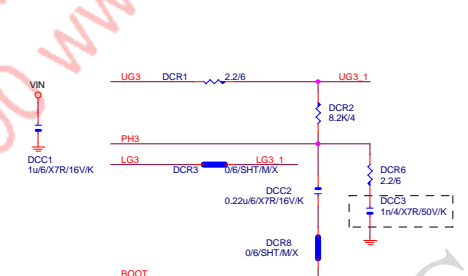 UG3 DCR1 2.2/6 UG3_1
VIN
DCR2
8.2K/4
PH3
LG3 LG3_1
DCR3 0/6/SHT/M/X
DCC1
1u/6/X7R/16V/K
DCR6
2.2/6
DCC2
0.22u/6/X7R/16V/K
DCC3
1n/4/X7R/50V/K
DCR8
0/6/SHT/M/X
BOOT